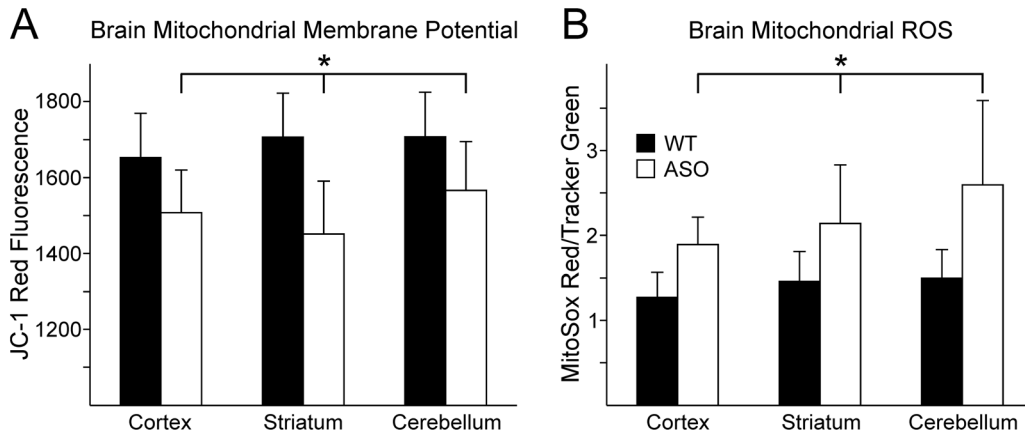 A
Brain Mitochondrial Membrane Potential
*
JC-1 Red Fluorescence
1800
1600
1400
1200
Cortex
Striatum
Cerebellum
B
Brain Mitochondrial ROS
*
MitoSox Red/Tracker Green
3
2
1
WT
ASO
Cortex
Striatum
Cerebellum